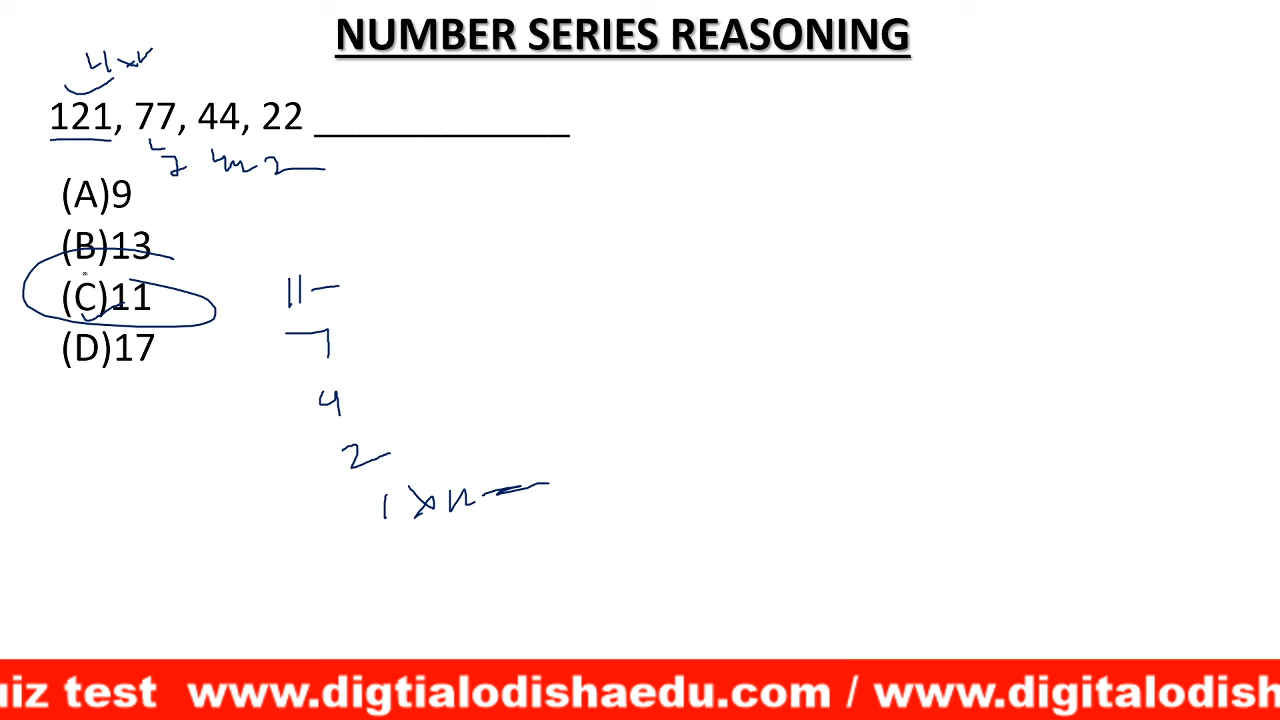 NUMBER SERIES REASONING
121, 77, 44, 22 ______________
(A)9
(B)13
(C)11
(D)17
11
7
4
2
uiz test www.digtialodishaedu.com / www.digitalodish